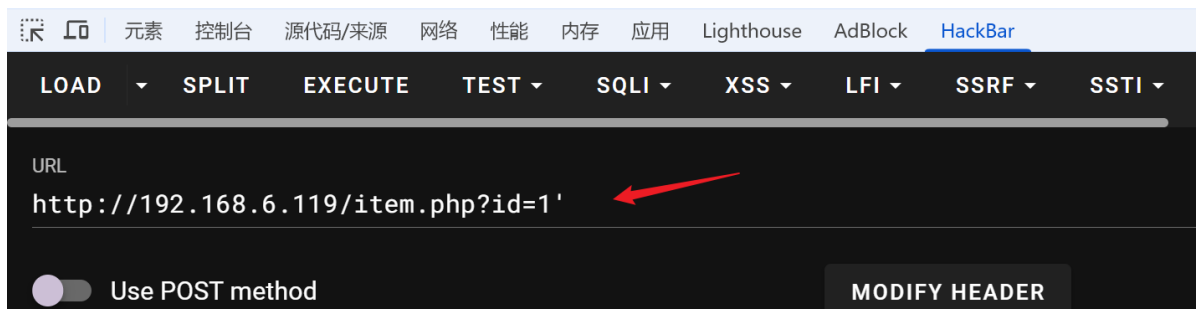 元素 控制台 源代码/来源 网络 性能 内存 应用 Lighthouse AdBlock HackBar
LOAD SPLIT EXECUTE TEST SQLI XSS LFI SSRF SSTI
URL
http://192.168.6.119/item.php?id=1'
Use POST method MODIFY HEADER